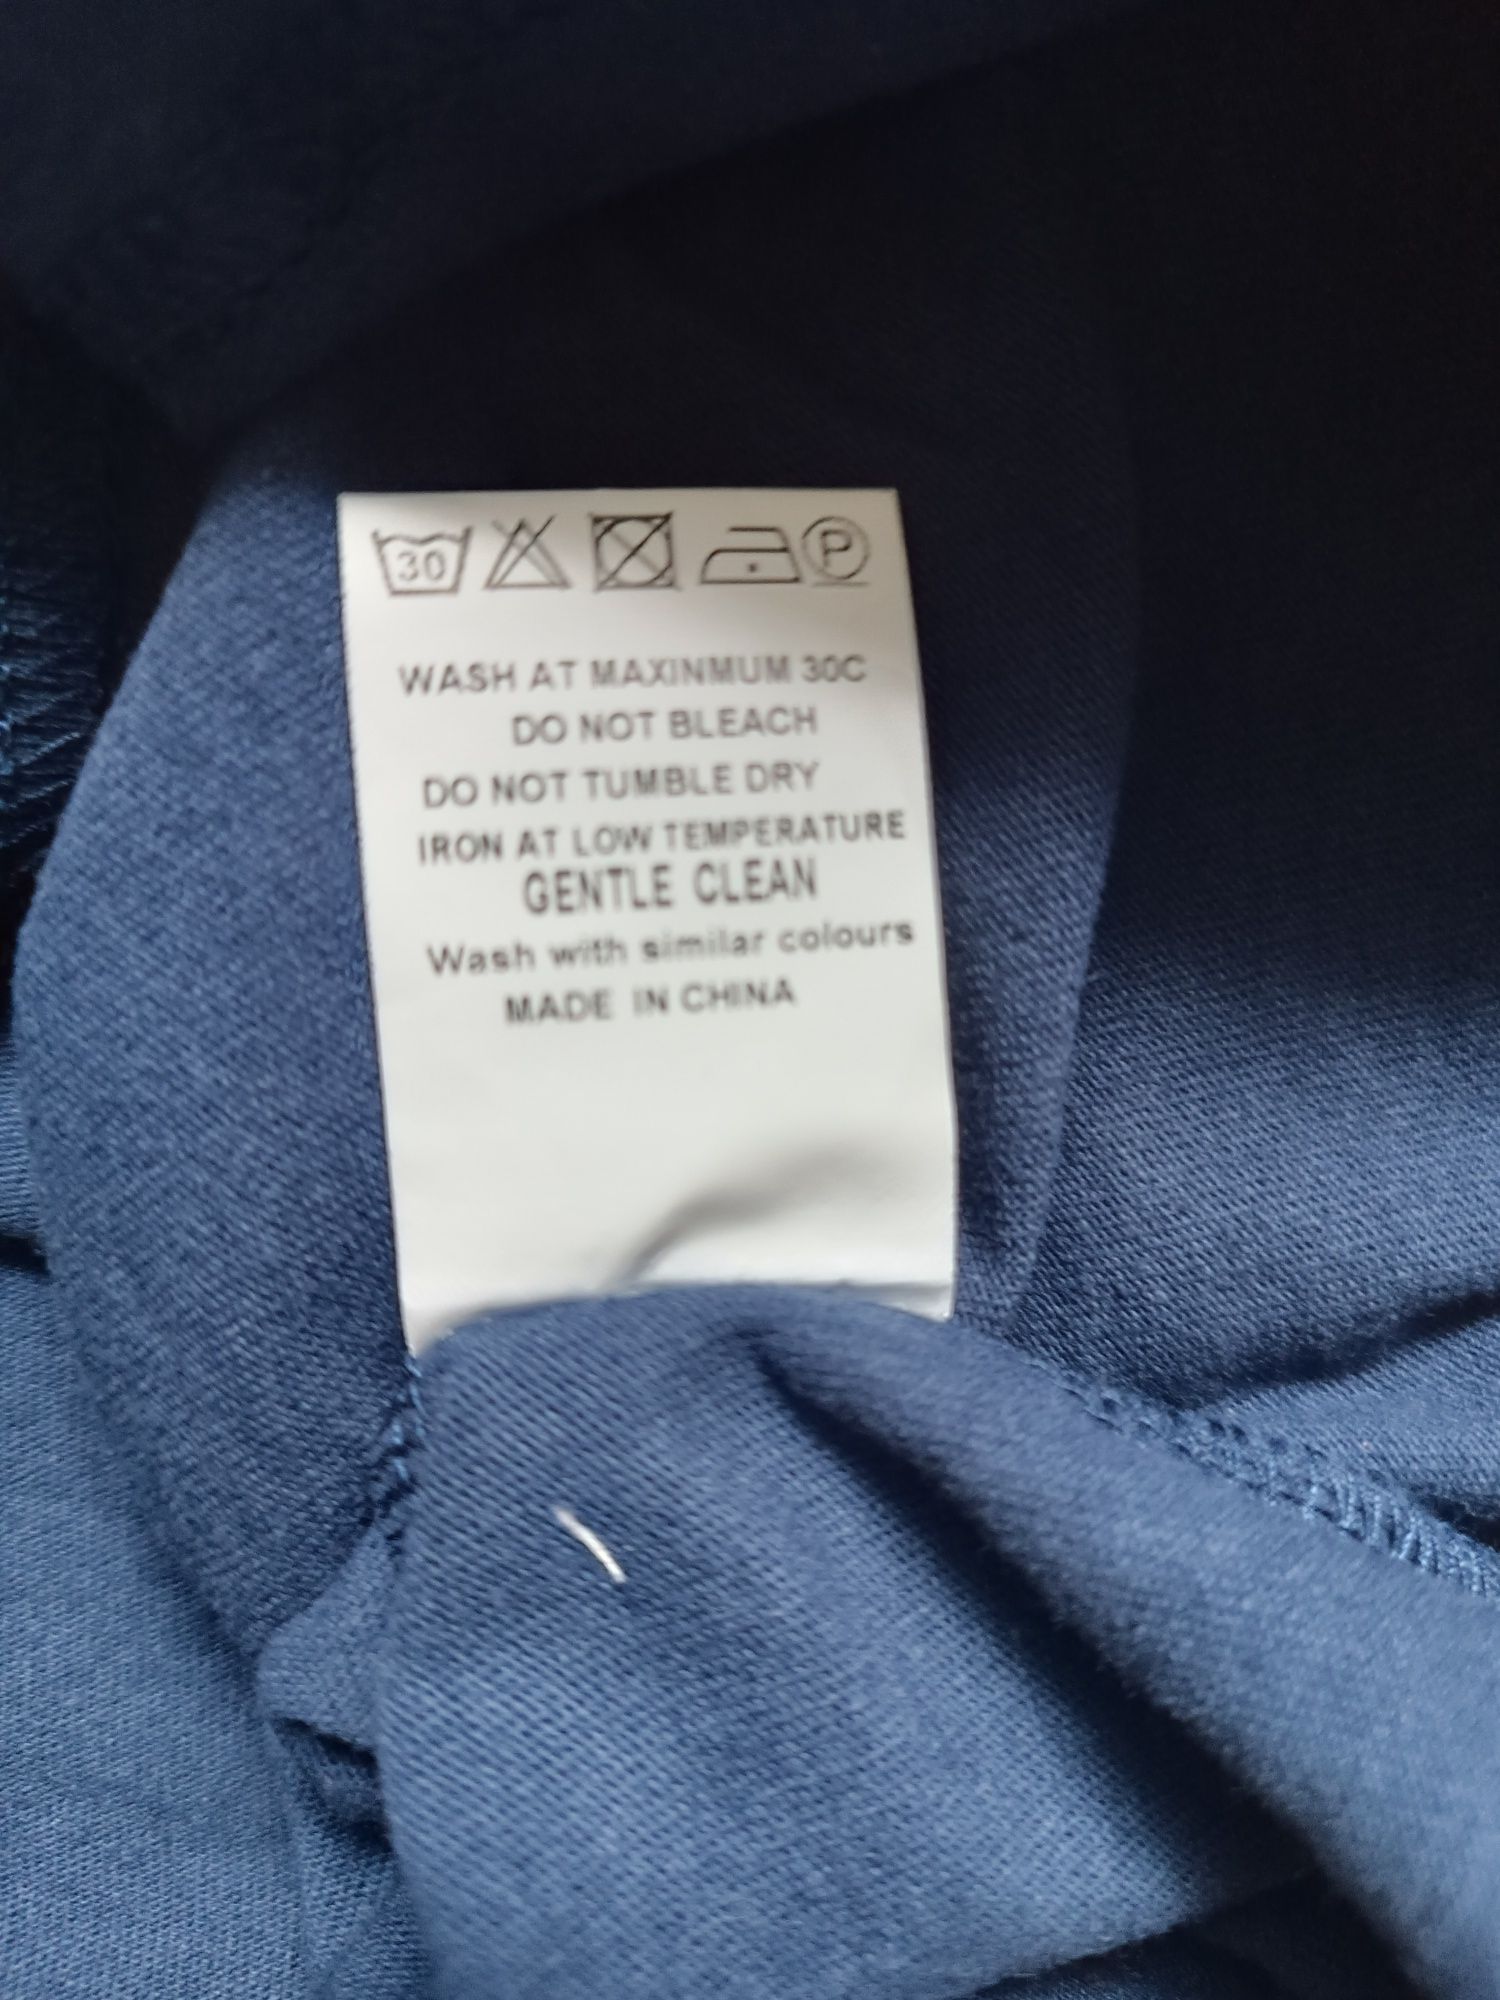 30 P
WASH AT MAXINMUM 30C
DO NOT BLEACH
DO NOT TUMBLE DRY
IRON AT LOW TEMPERATURE
GENTLE CLEAN
Wash with similar colours
MADE IN CHINA